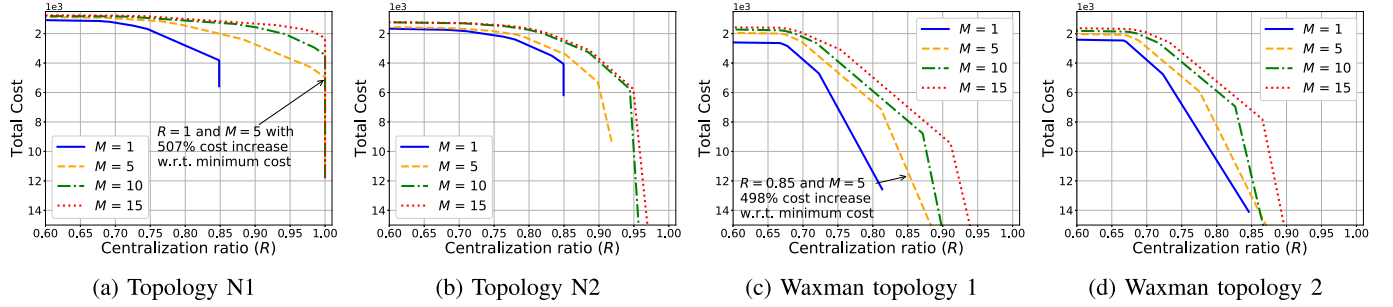 1e3
2
4
6
8
10
12
14
Total Cost
R = 1 and M = 5 with
507% cost increase
w.r.t. minimum cost
M = 1
M = 5
M = 10
M = 15
0.60 0.65 0.70 0.75 0.80 0.85 0.90 0.95 1.00
Centralization ratio (R)
(a) Topology N1
1e3
2
4
6
8
10
12
14
Total Cost
M = 1
M = 5
M = 10
M = 15
0.60 0.65 0.70 0.75 0.80 0.85 0.90 0.95 1.00
Centralization ratio (R)
(b) Topology N2
1e3
2
4
6
8
10
12
14
Total Cost
M = 1
M = 5
M = 10
M = 15
R = 0.85 and M = 5
498% cost increase
w.r.t. minimum cost
0.60 0.65 0.70 0.75 0.80 0.85 0.90 0.95 1.00
Centralization ratio (R)
(c) Waxman topology 1
1e3
2
4
6
8
10
12
14
Total Cost
M = 1
M = 5
M = 10
M = 15
0.60 0.65 0.70 0.75 0.80 0.85 0.90 0.95 1.00
Centralization ratio (R)
(d) Waxman topology 2